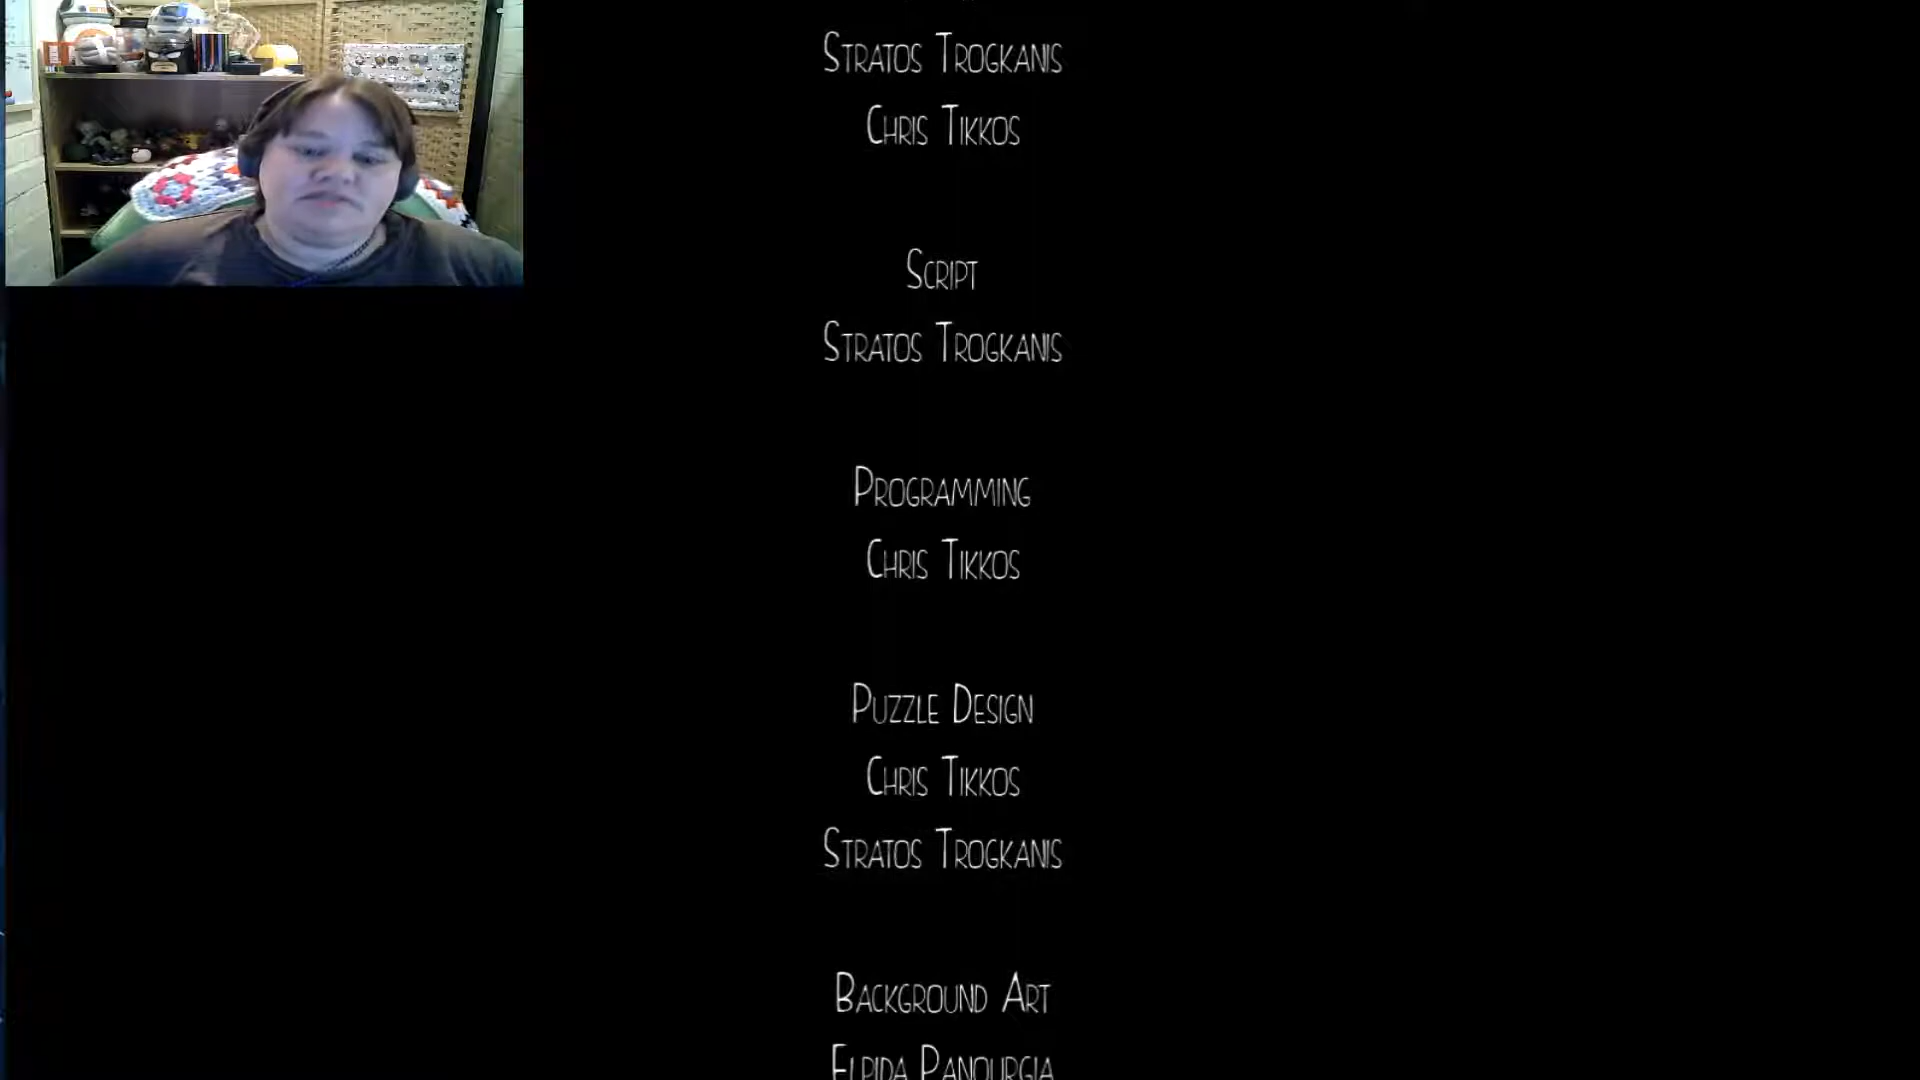 Stratos Trogkanis
Chris Tikkos
Script
Stratos Trogkanis
Programming
Chris Tikkos
Puzzle Design
Chris Tikkos
Stratos Trogkanis
Background Art
Elpida Panourgia